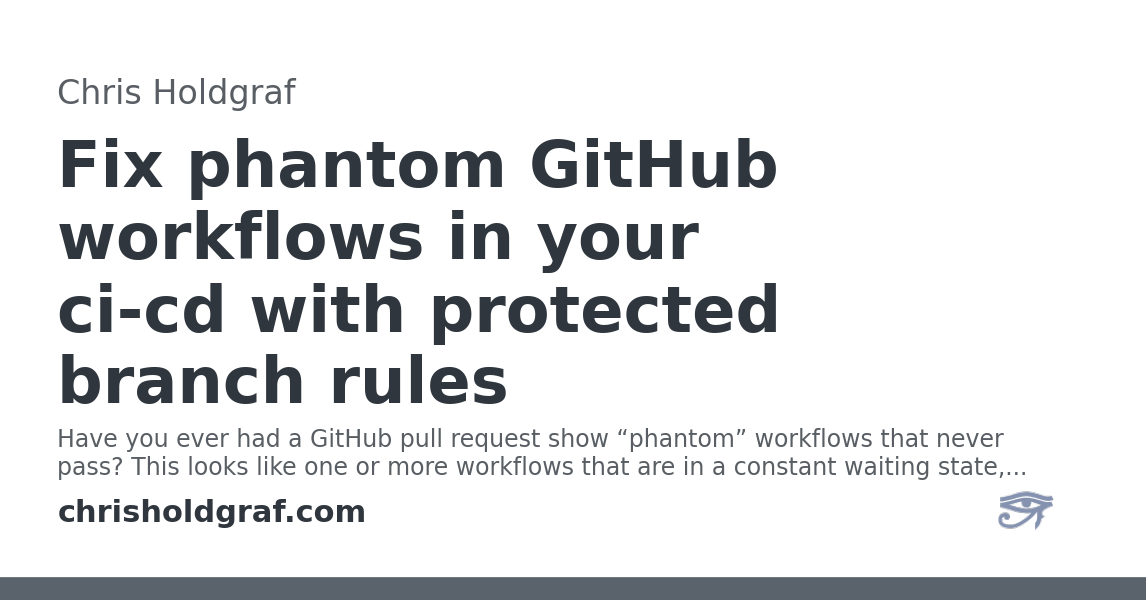 Chris Holdgraf
Fix phantom GitHub
workflows in your
ci-cd with protected
branch rules
Have you ever had a GitHub pull request show “phantom” workflows that never
pass? This looks like one or more workflows that are in a constant waiting state,...
chrisholdgraf.com